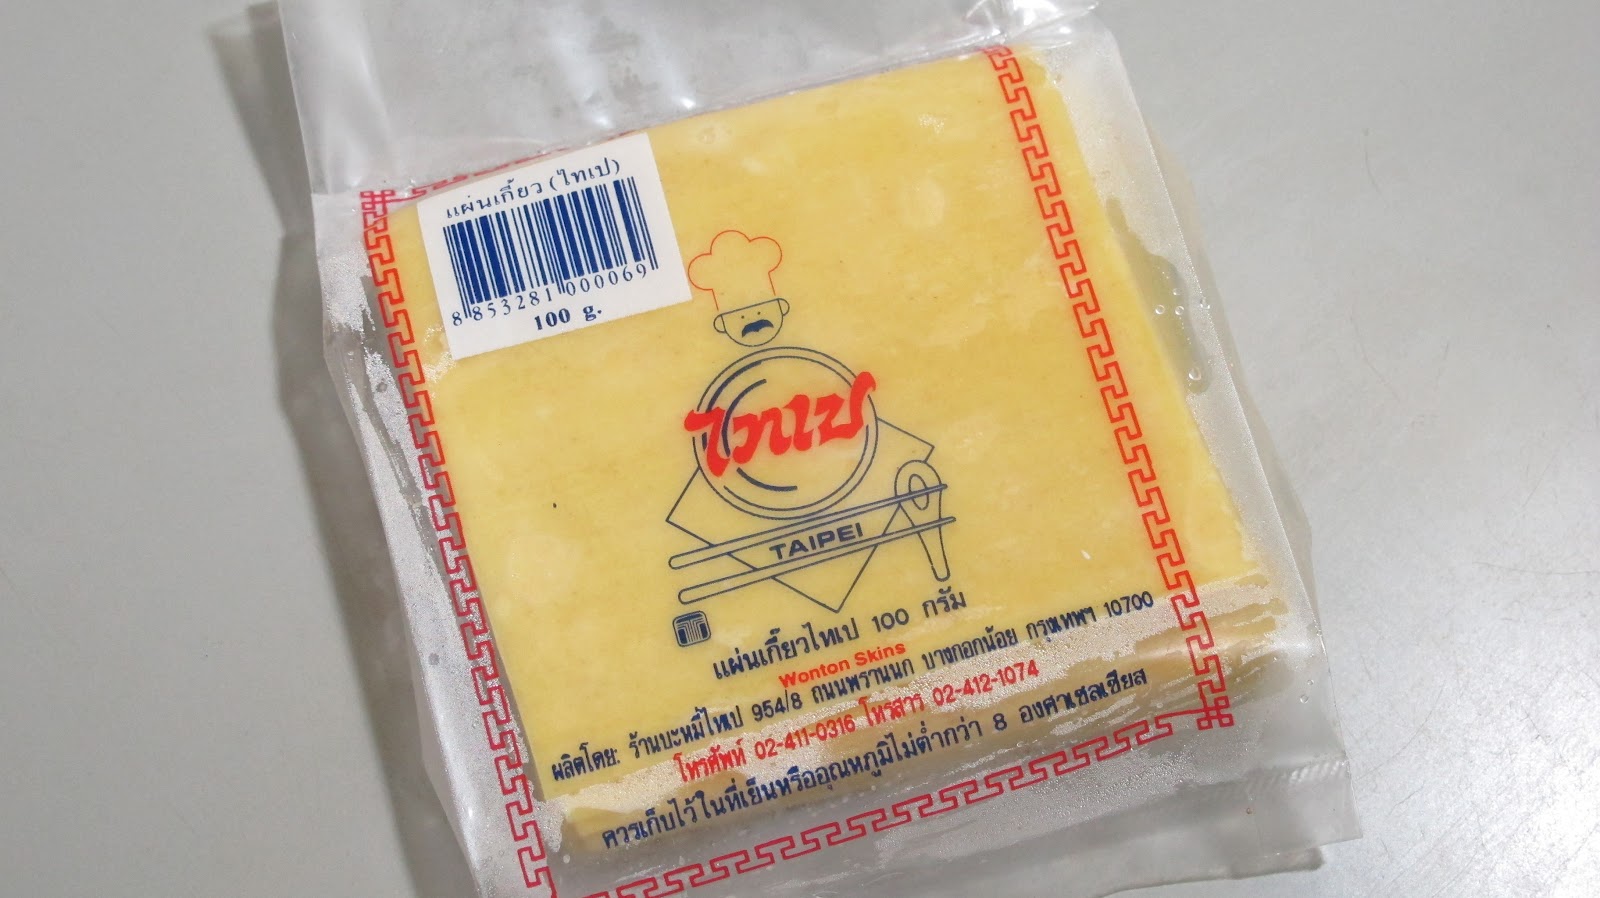 แผ่นเกี๊ยว (ไทเป)
8 853281 000069
100 g.
ไทเป
TAIPEI
แผ่นเกี๊ยวไทเป 100 กรัม
Wonton Skins
ผลิตโดย: ร้านบะหมี่ไทเป 954/8 ถนนพรานนก บางกอกน้อย กรุงเทพฯ 10700
โทรศัพท์ 02-411-0316 โทรสาร 02-412-1074
ควรเก็บไว้ในที่เย็นหรืออุณหภูมิไม่ต่ำกว่า 8 องศาเซลเซียส